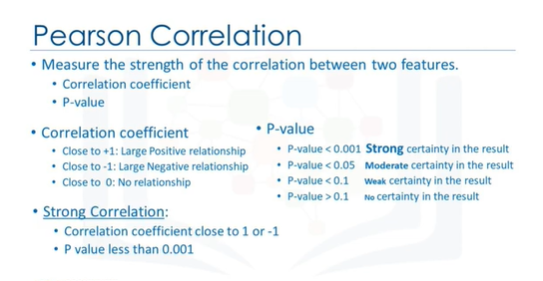 Pearson Correlation
• Measure the strength of the correlation between two features.
• Correlation coefficient
• P-value
• Correlation coefficient
• Close to +1: Large Positive relationship
• Close to -1: Large Negative relationship
• Close to 0: No relationship
• P-value
• P-value < 0.001 Strong certainty in the result
• P-value < 0.05 Moderate certainty in the result
• P-value < 0.1 Weak certainty in the result
• P-value > 0.1 No certainty in the result
• Strong Correlation:
• Correlation coefficient close to 1 or -1
• P value less than 0.001